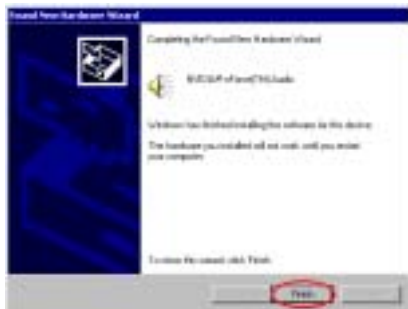 Found New Hardware Wizard
Completing the Found New Hardware Wizard
Audio
Windows has finished installing the software for this device.
The hardware you installed will not work until you restart
your computer.
To close this wizard, click Finish.
Finish